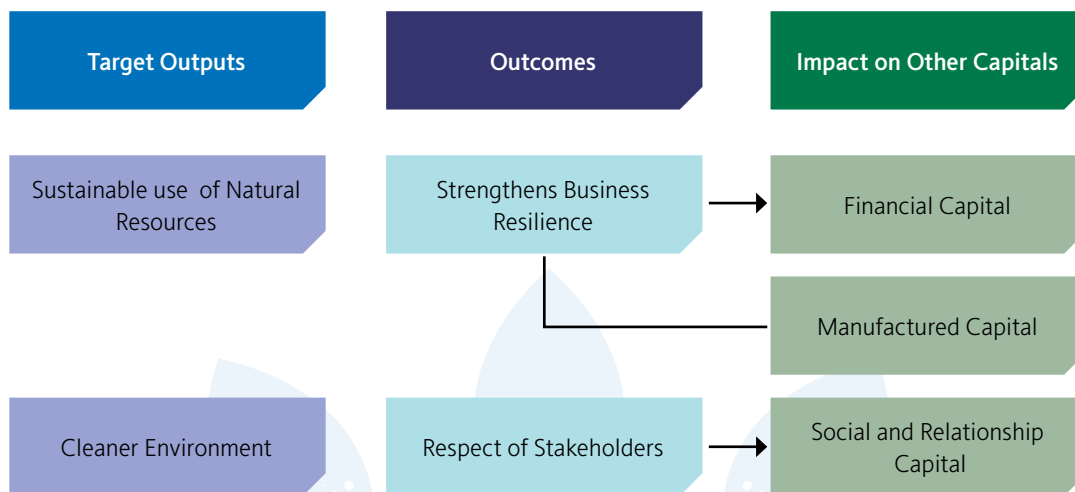 Target Outputs
Outcomes
Impact on Other Capitals
Sustainable use of Natural
Resources
Strengthens Business
Resilience
Financial Capital
Manufactured Capital
Cleaner Environment
Respect of Stakeholders
Social and Relationship
Capital